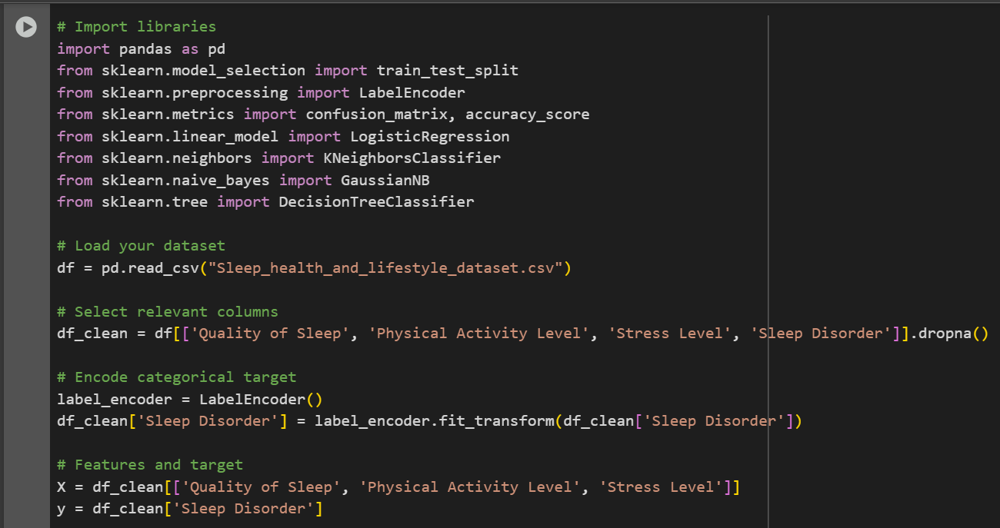 # Import libraries
import pandas as pd
from sklearn.model_selection import train_test_split
from sklearn.preprocessing import LabelEncoder
from sklearn.metrics import confusion_matrix, accuracy_score
from sklearn.linear_model import LogisticRegression
from sklearn.neighbors import KNeighborsClassifier
from sklearn.naive_bayes import GaussianNB
from sklearn.tree import DecisionTreeClassifier
# Load your dataset
df = pd.read_csv("Sleep_health_and_lifestyle_dataset.csv")
# Select relevant columns
df_clean = df[['Quality of Sleep', 'Physical Activity Level', 'Stress Level', 'Sleep Disorder']].dropna()
# Encode categorical target
label_encoder = LabelEncoder()
df_clean['Sleep Disorder'] = label_encoder.fit_transform(df_clean['Sleep Disorder'])
# Features and target
X = df_clean[['Quality of Sleep', 'Physical Activity Level', 'Stress Level']]
y = df_clean['Sleep Disorder']